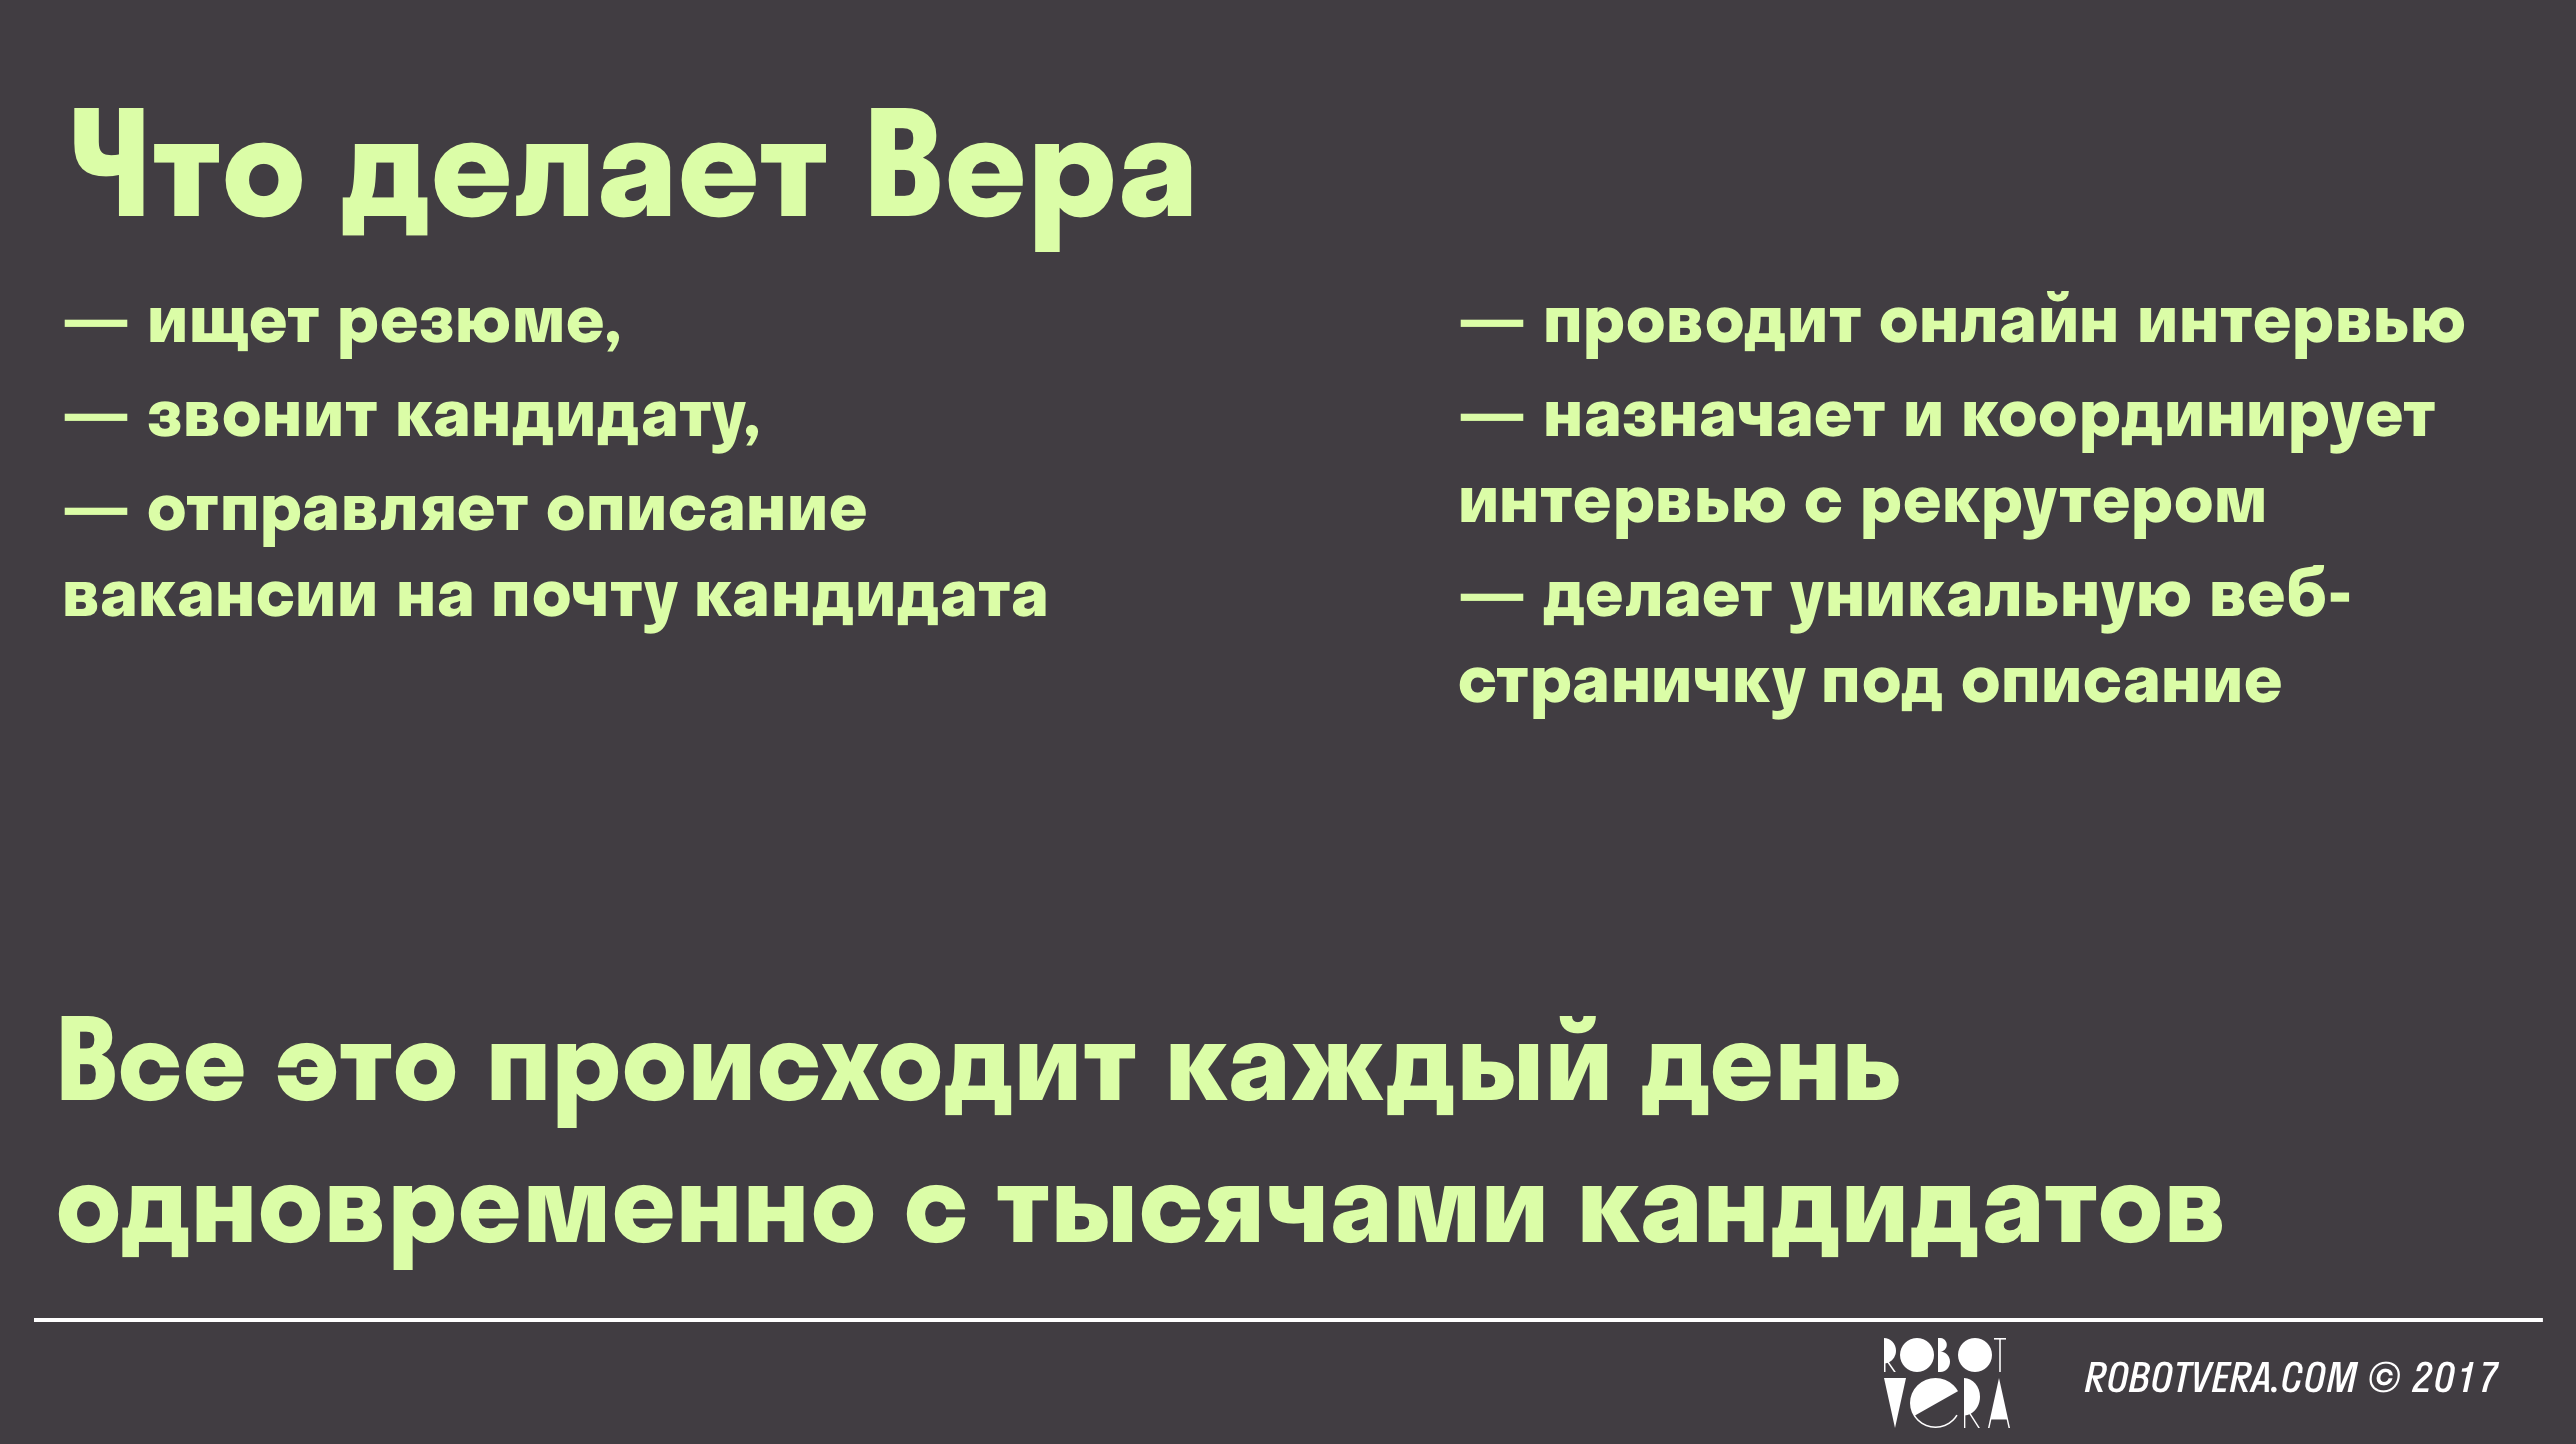 Что делает Вера
— ищет резюме,
— звонит кандидату,
— отправляет описание
вакансии на почту кандидата
— проводит онлайн интервью
— назначает и координирует
интервью с рекрутером
— делает уникальную веб-
страничку под описание
Все это происходит каждый день
одновременно с тысячами кандидатов
ROBOT
VERA
ROBOTVERA.COM © 2017